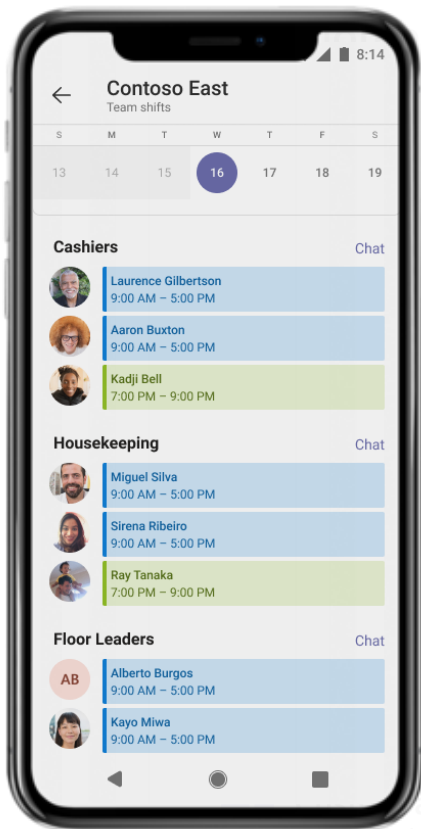 8:14
Contoso East
Team shifts
S M T W T F S
13 14 15 16 17 18 19
Cashiers Chat
Laurence Gilbertson
9:00 AM – 5:00 PM
Aaron Buxton
9:00 AM – 5:00 PM
Kadji Bell
7:00 PM – 9:00 PM
Housekeeping Chat
Miguel Silva
9:00 AM – 5:00 PM
Sirena Ribeiro
9:00 AM – 5:00 PM
Ray Tanaka
7:00 PM – 9:00 PM
Floor Leaders Chat
AB
Alberto Burgos
9:00 AM – 5:00 PM
Kayo Miwa
9:00 AM – 5:00 PM